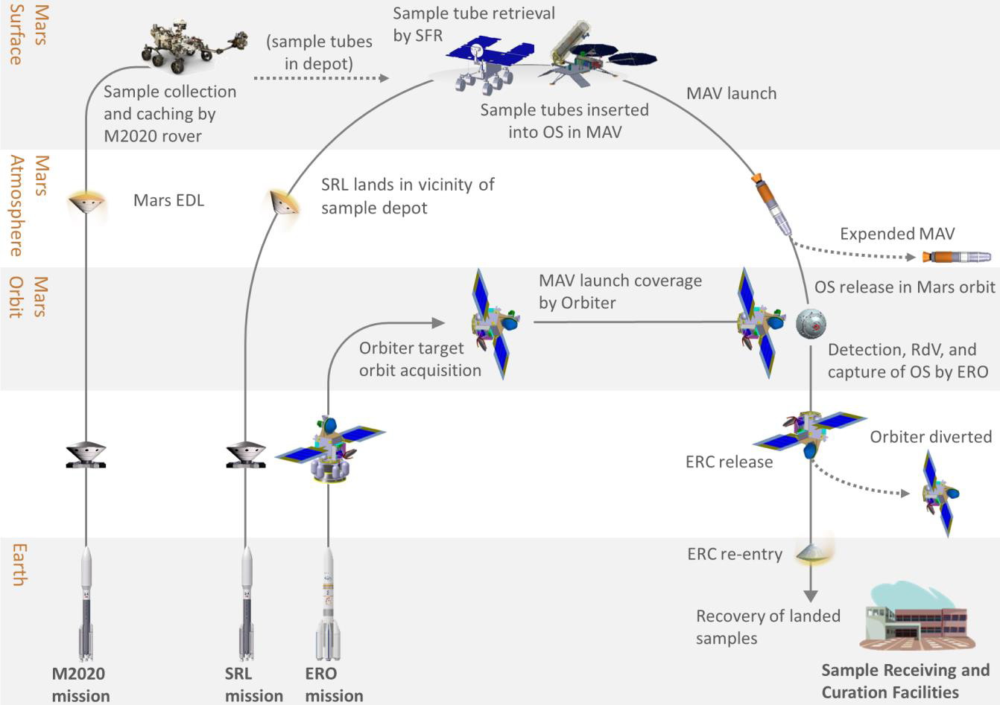 Mars
Surface
Sample collection
and caching by
M2020 rover
(sample tubes
in depot)
Sample tube retrieval
by SFR
Sample tubes inserted
into OS in MAV
MAV launch
Mars
Atmosphere
Mars EDL
SRL lands in vicinity of
sample depot
Expended MAV
Mars
Orbit
Orbiter target
orbit acquisition
MAV launch coverage
by Orbiter
OS release in Mars orbit
Detection, RdV, and
capture of OS by ERO
ERC release
Orbiter diverted
Earth
ERC re-entry
Recovery of landed
samples
M2020
mission
SRL
mission
ERO
mission
Sample Receiving and
Curation Facilities